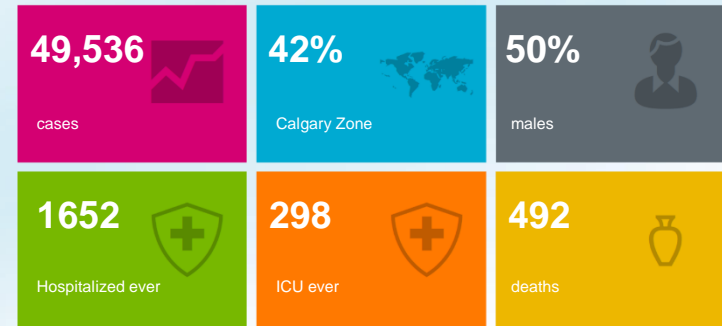 49,536
cases
42%
Calgary Zone
50%
males
1652
Hospitalized ever
298
ICU ever
492
deaths